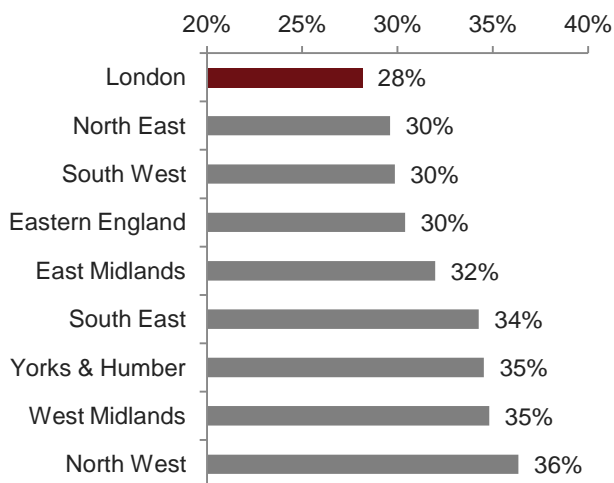 20% 25% 30% 35% 40%
London 28%
North East 30%
South West 30%
Eastern England 30%
East Midlands 32%
South East 34%
Yorks & Humber 35%
West Midlands 35%
North West 36%